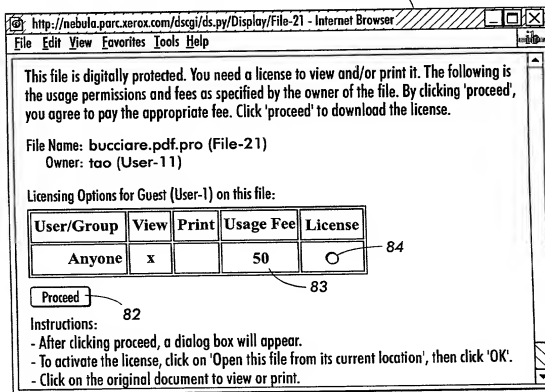 http://nebula.parc.xerox.com/dscgi/ds.py/Display/File-21 - Internet Browser
File Edit View Favorites Tools Help
This file is digitally protected. You need a license to view and/or print it. The following is
the usage permissions and fees as specified by the owner of the file. By clicking 'proceed',
you agree to pay the appropriate fee. Click 'proceed' to download the license.
File Name: bucciare.pdf.pro (File-21)
Owner: tao (User-11)
Licensing Options for Guest (User-1) on this file:
User/Group View Print Usage Fee License
Anyone x 50
84
83
Proceed
82
Instructions:
- After clicking proceed, a dialog box will appear.
- To activate the license, click on 'Open this file from its current location', then click 'OK'.
- Click on the original document to view or print.